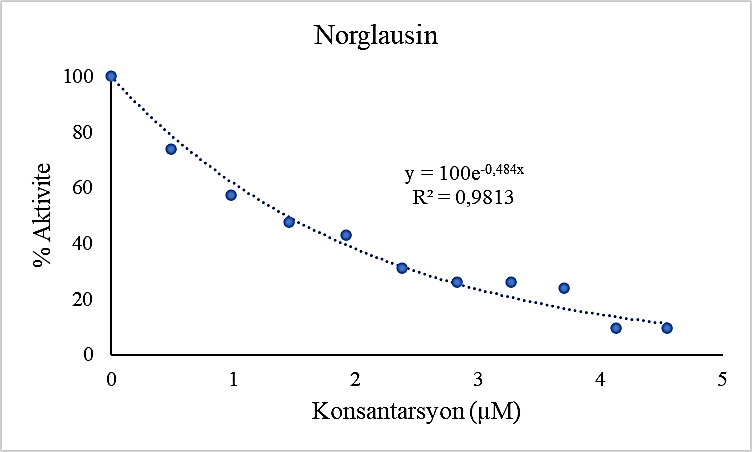 Norglausin
100
80
60
40
20
0
% Aktivite
y = 100e-0,484x
R² = 0,9813
0 1 2 3 4 5
Konsantarsyon (µM)